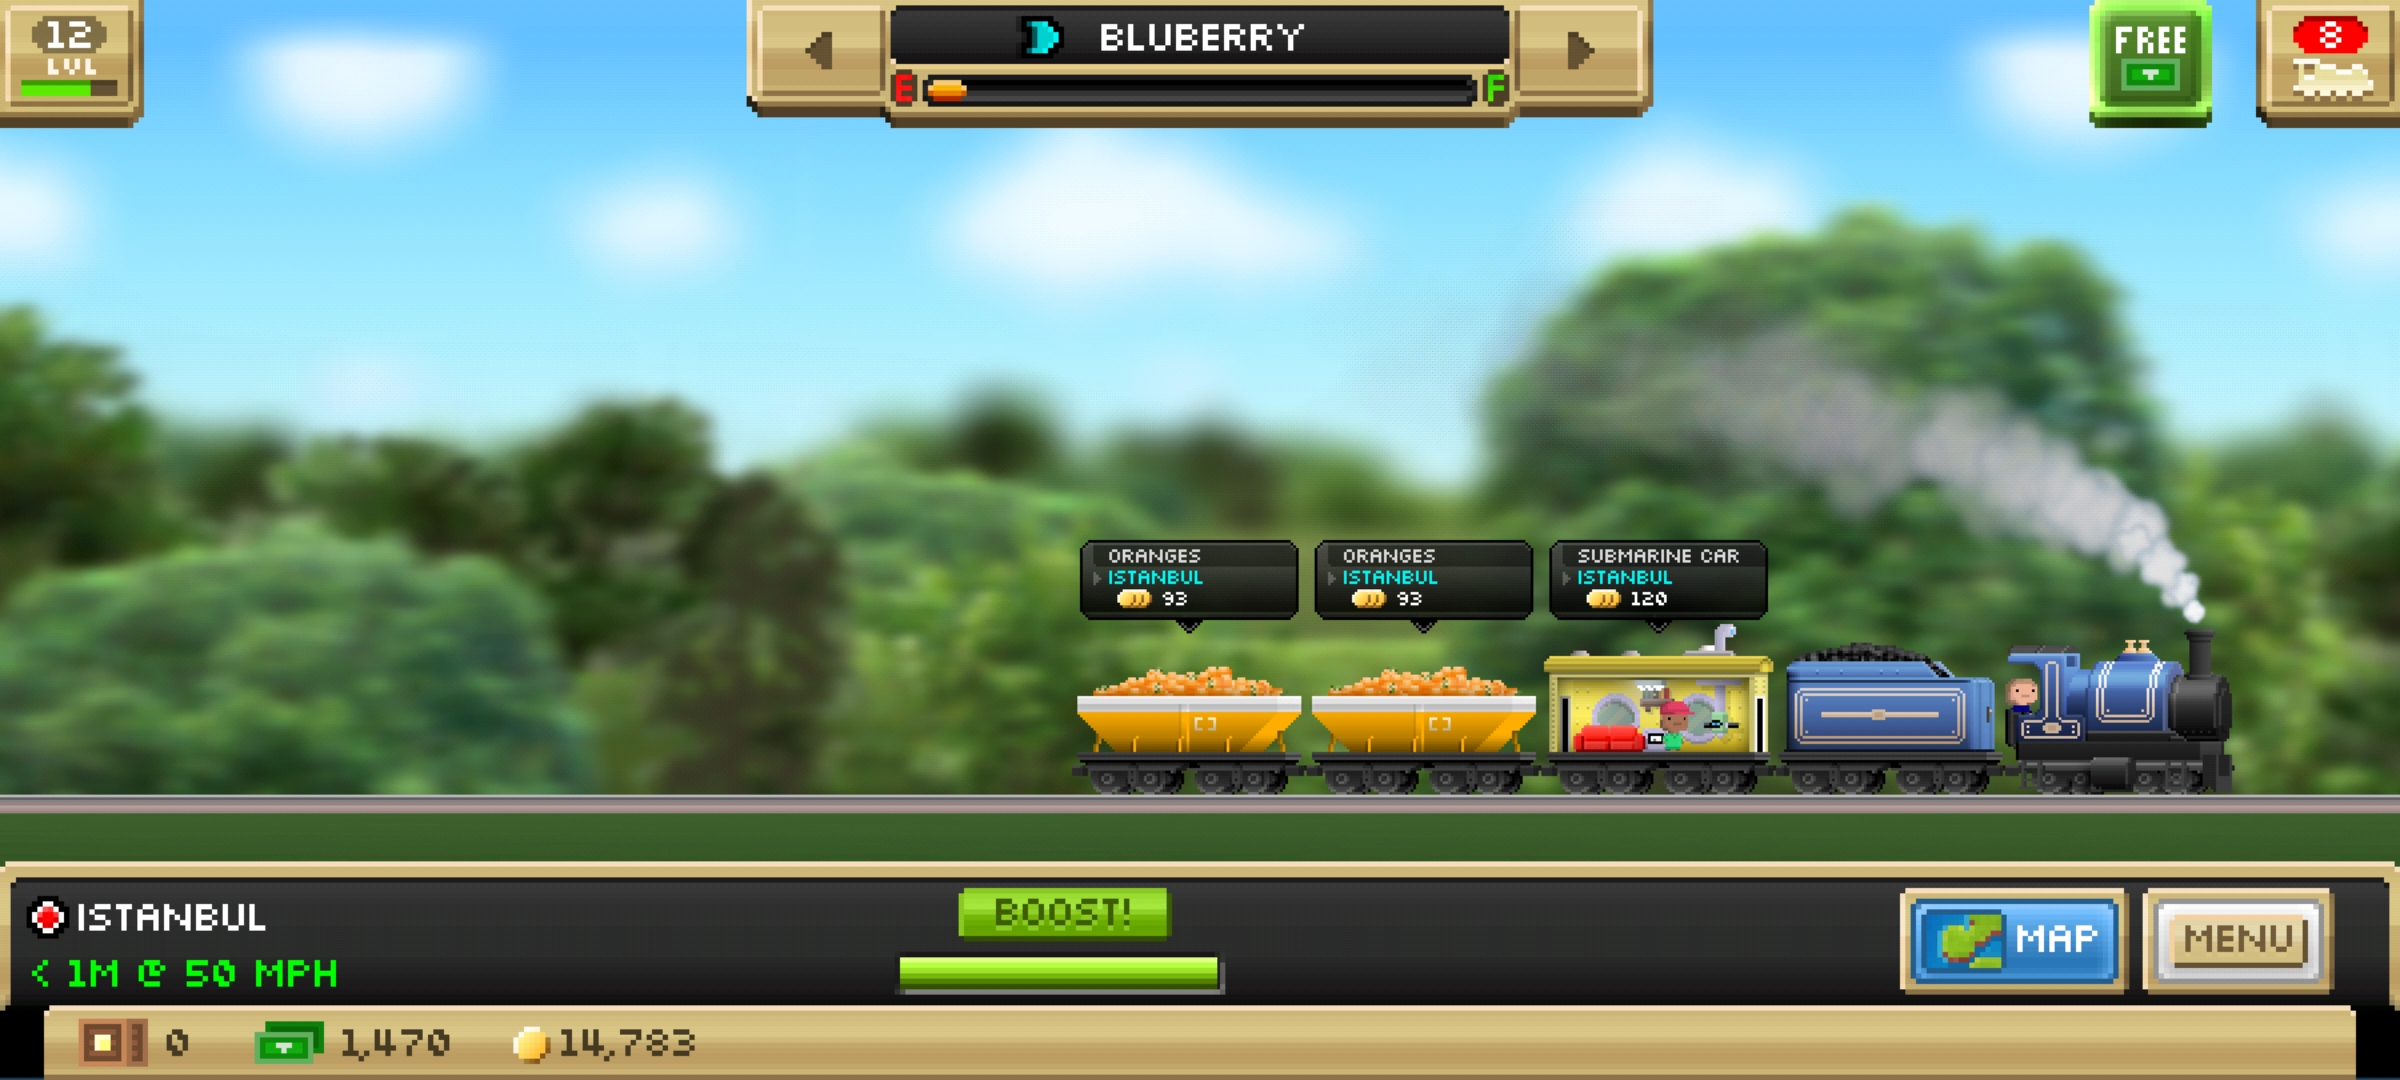 12
LVL
BLUBERRY
E F
FREE
8
ORANGES
ISTANBUL
93
ORANGES
ISTANBUL
93
SUBMARINE CAR
ISTANBUL
120
ISTANBUL
< 1M @ 50 MPH
BOOST!
MAP
MENU
0
1,470
14,783